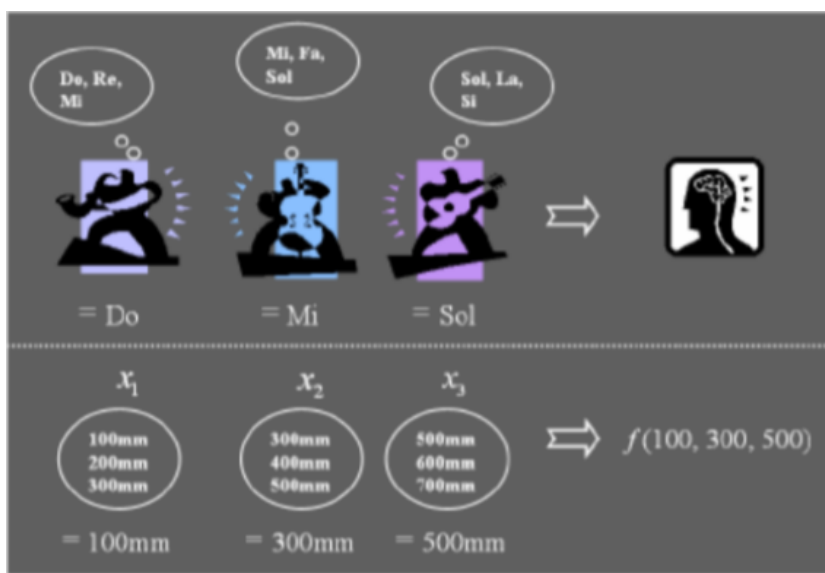 Do, Re,
Mi
Mi, Fa,
Sol
Sol, La,
Si
= Do
= Mi
= Sol
x₁
x₂
x₃
100mm
200mm
300mm
300mm
400mm
500mm
500mm
600mm
700mm
f(100, 300, 500)
= 100mm
= 300mm
= 500mm